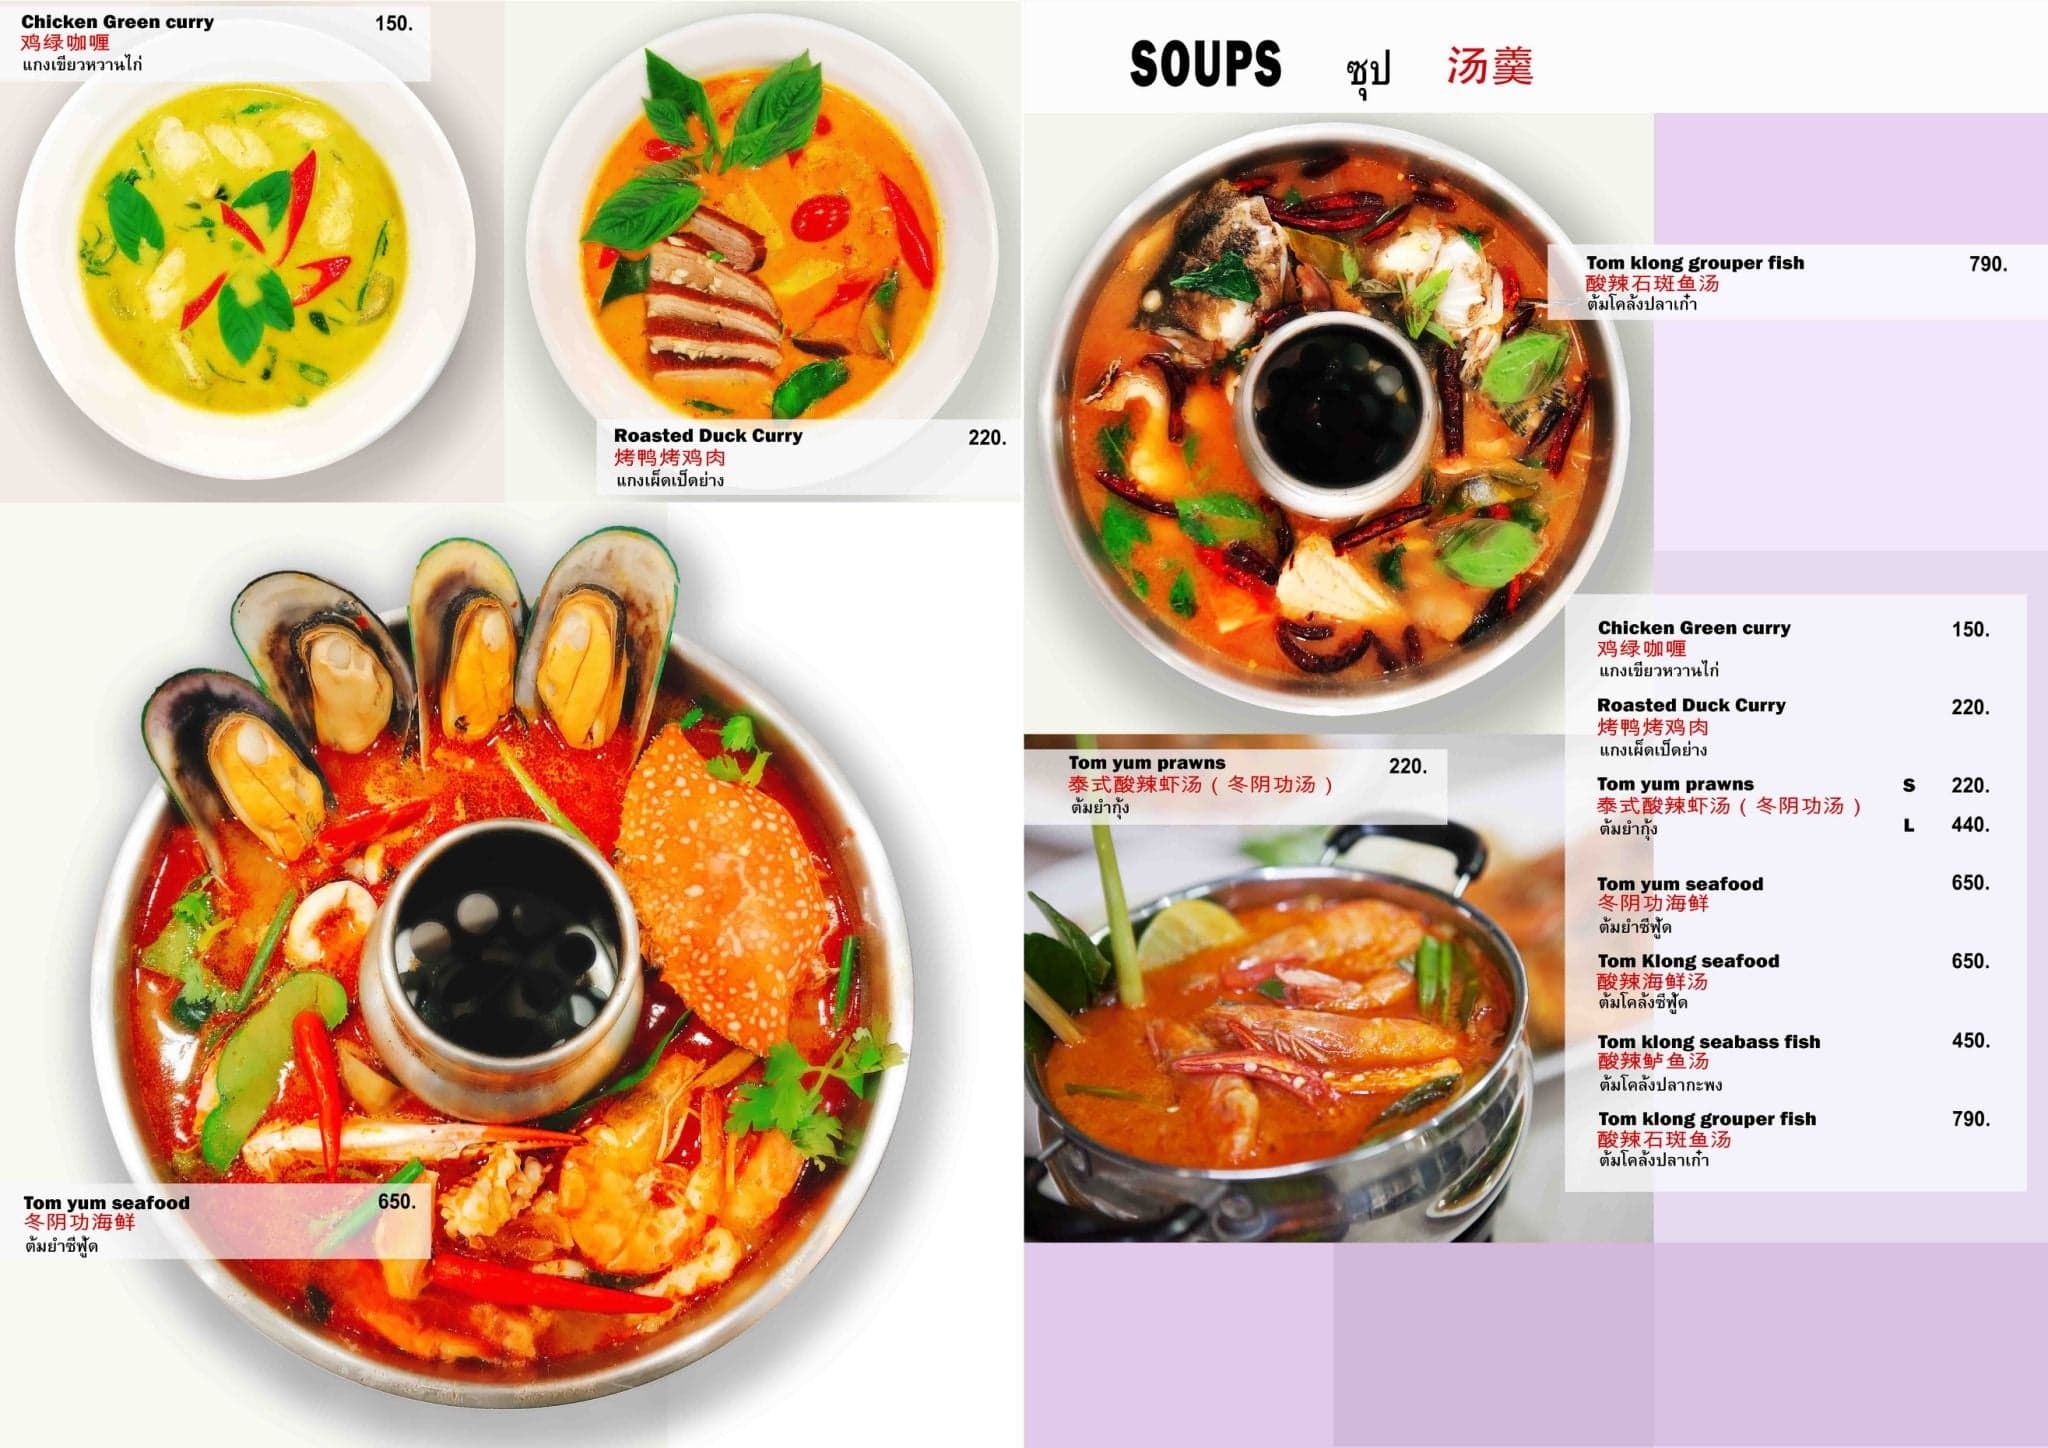 Chicken Green curry 150.
鸡绿咖喱
แกงเขียวหวานไก่
Roasted Duck Curry 220.
烤鸭烤鸡肉
แกงเผ็ดเป็ดย่าง
Tom yum seafood 650.
冬阴功海鲜
ต้มยำซีฟู้ด
SOUPS ซุป 汤羹
Tom klong grouper fish 790.
酸辣石斑鱼汤
ต้มโคล้งปลาเก๋า
Tom yum prawns 220.
泰式酸辣虾汤（冬阴功汤）
ต้มยำกุ้ง
Chicken Green curry 150.
鸡绿咖喱
แกงเขียวหวานไก่
Roasted Duck Curry 220.
烤鸭烤鸡肉
แกงเผ็ดเป็ดย่าง
Tom yum prawns S 220.
泰式酸辣虾汤（冬阴功汤）
ต้มยำกุ้ง L 440.
Tom yum seafood 650.
冬阴功海鲜
ต้มยำซีฟู้ด
Tom Klong seafood 650.
酸辣海鲜汤
ต้มโคล้งซีฟู้ด
Tom klong seabass fish 450.
酸辣鲈鱼汤
ต้มโคล้งปลากะพง
Tom klong grouper fish 790.
酸辣石斑鱼汤
ต้มโคล้งปลาเก๋า